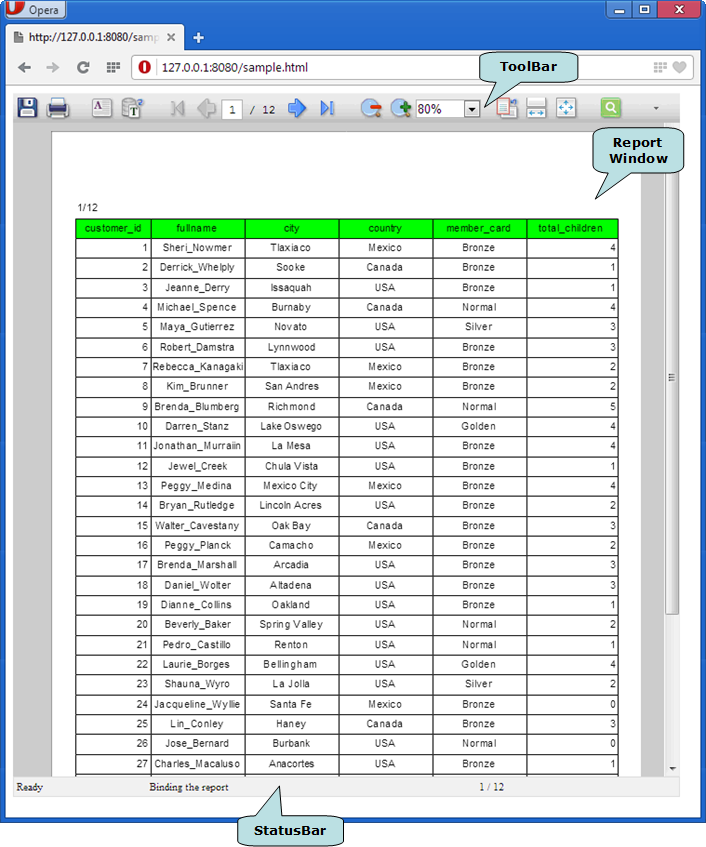 Opera
http://127.0.0.1:8080/samp
127.0.0.1:8080/sample.html
ToolBar
1 / 12
80%
Report
Window
1/12
customer_id fullname city country member_card total_children
1 Sheri_Nowmer Tlaxiaco Mexico Bronze 4
2 Derrick_Whelply Sooke Canada Bronze 1
3 Jeanne_Derry Issaquah USA Bronze 1
4 Michael_Spence Burnaby Canada Normal 4
5 Maya_Gutierrez Novato USA Silver 3
6 Robert_Damstra Lynnwood USA Bronze 3
7 Rebecca_Kanagaki Tlaxiaco Mexico Bronze 2
8 Kim_Brunner San Andres Mexico Bronze 2
9 Brenda_Blumberg Richmond Canada Normal 5
10 Darren_Stanz Lake Oswego USA Golden 4
11 Jonathan_Murraiin La Mesa USA Bronze 4
12 Jewel_Creek Chula Vista USA Bronze 1
13 Peggy_Medina Mexico City Mexico Bronze 4
14 Bryan_Rutledge Lincoln Acres USA Bronze 2
15 Walter_Cavestany Oak Bay Canada Bronze 3
16 Peggy_Planck Camacho Mexico Bronze 2
17 Brenda_Marshall Arcadia USA Bronze 3
18 Daniel_Wolter Altadena USA Bronze 3
19 Dianne_Collins Oakland USA Bronze 1
20 Beverly_Baker Spring Valley USA Normal 2
21 Pedro_Castillo Renton USA Normal 1
22 Laurie_Borges Bellingham USA Golden 4
23 Shauna_Wyro La Jolla USA Silver 2
24 Jacqueline_Wyllie Santa Fe Mexico Bronze 0
25 Lin_Conley Haney Canada Bronze 3
26 Jose_Bernard Burbank USA Normal 0
27 Charles_Macaluso Anacortes USA Bronze 1
Ready Binding the report 1 / 12
StatusBar